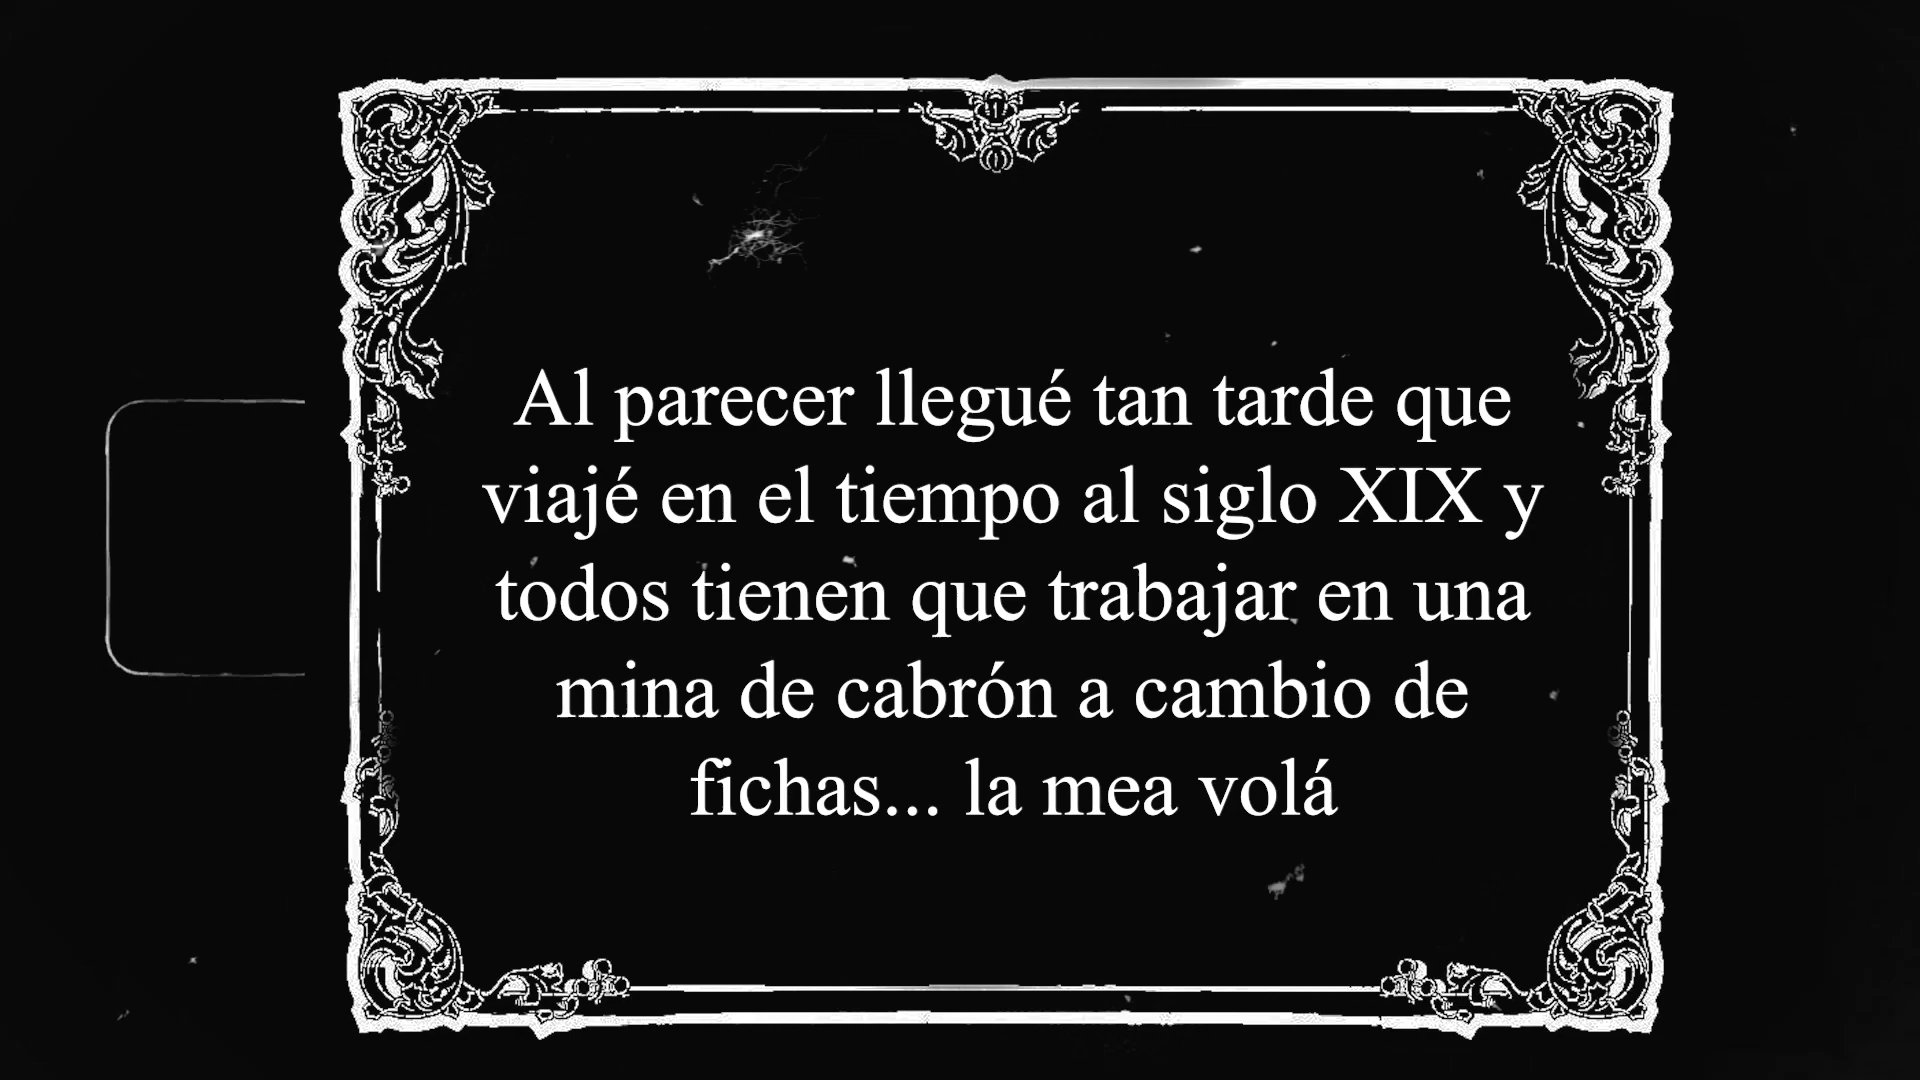 Al parecer llegué tan tarde que
viajé en el tiempo al siglo XIX y
todos tienen que trabajar en una
mina de cabrón a cambio de
fichas... la mea volá